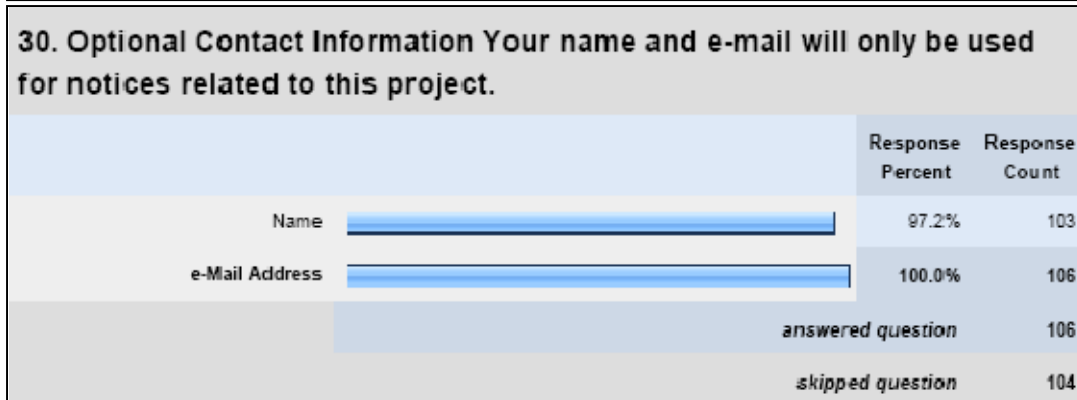 30. Optional Contact Information Your name and e-mail will only be used
for notices related to this project.
Response Percent Response Count
Name 97.2% 103
e-Mail Address 100.0% 106
answered question 106
skipped question 104